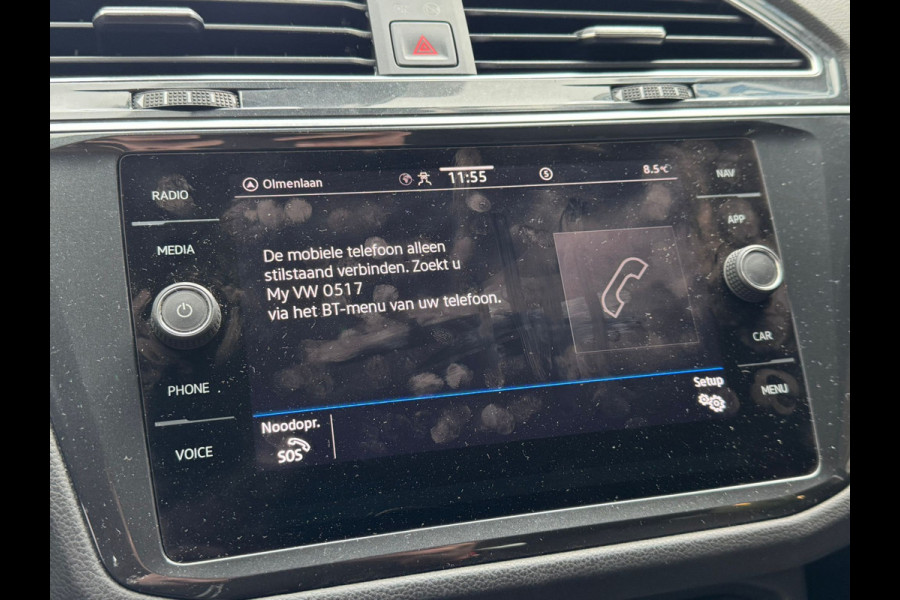 RADIO
MEDIA
PHONE
VOICE
Olmenlaan
11:55
S
8.5°C
De mobiele telefoon alleen
stilstaand verbinden. Zoekt u
My VW 0517
via het BT-menu van uw telefoon.
Noodopr.
SOS
Setup
NAV
APP
CAR
MENU